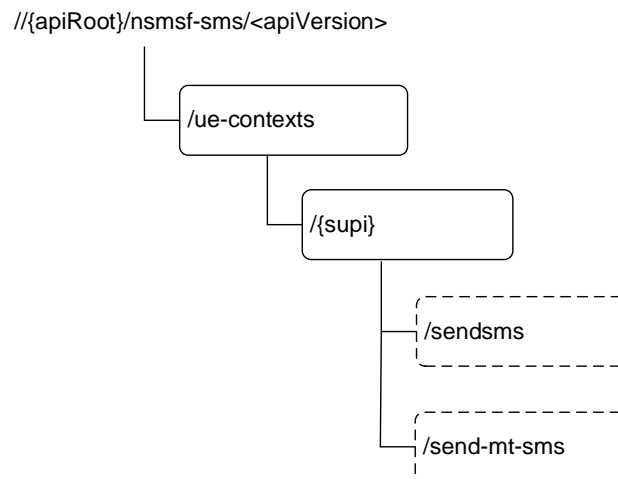 //{apiRoot}/nsmsf-sms/<apiVersion>
/ue-contexts
/{supi}
/sendsms
/send-mt-sms